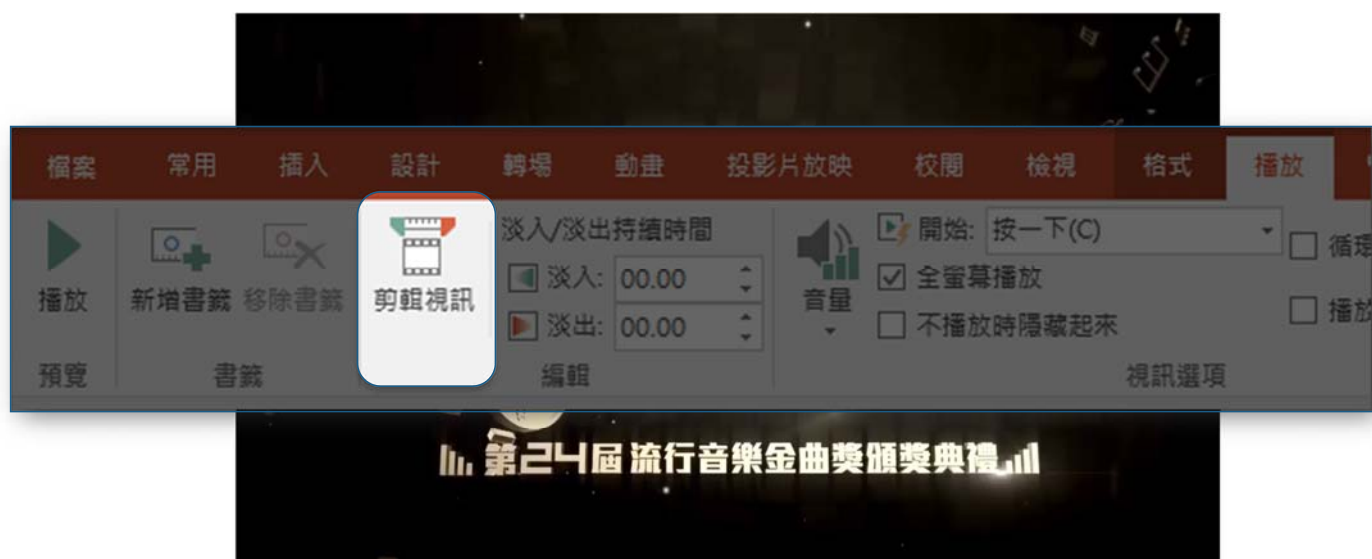 檔案 常用 插入 設計 轉場 動畫 投影片放映 校閱 檢視 格式 播放
淡入/淡出持續時間
開始: 按一下(C)
循環
淡入: 00.00
全螢幕播放
播放 新增書籤 移除書籤 剪輯視訊
音量
淡出: 00.00
不播放時隱藏起來
播放
預覽 書籤 編輯 視訊選項
第24屆 流行音樂金曲獎頒獎典禮